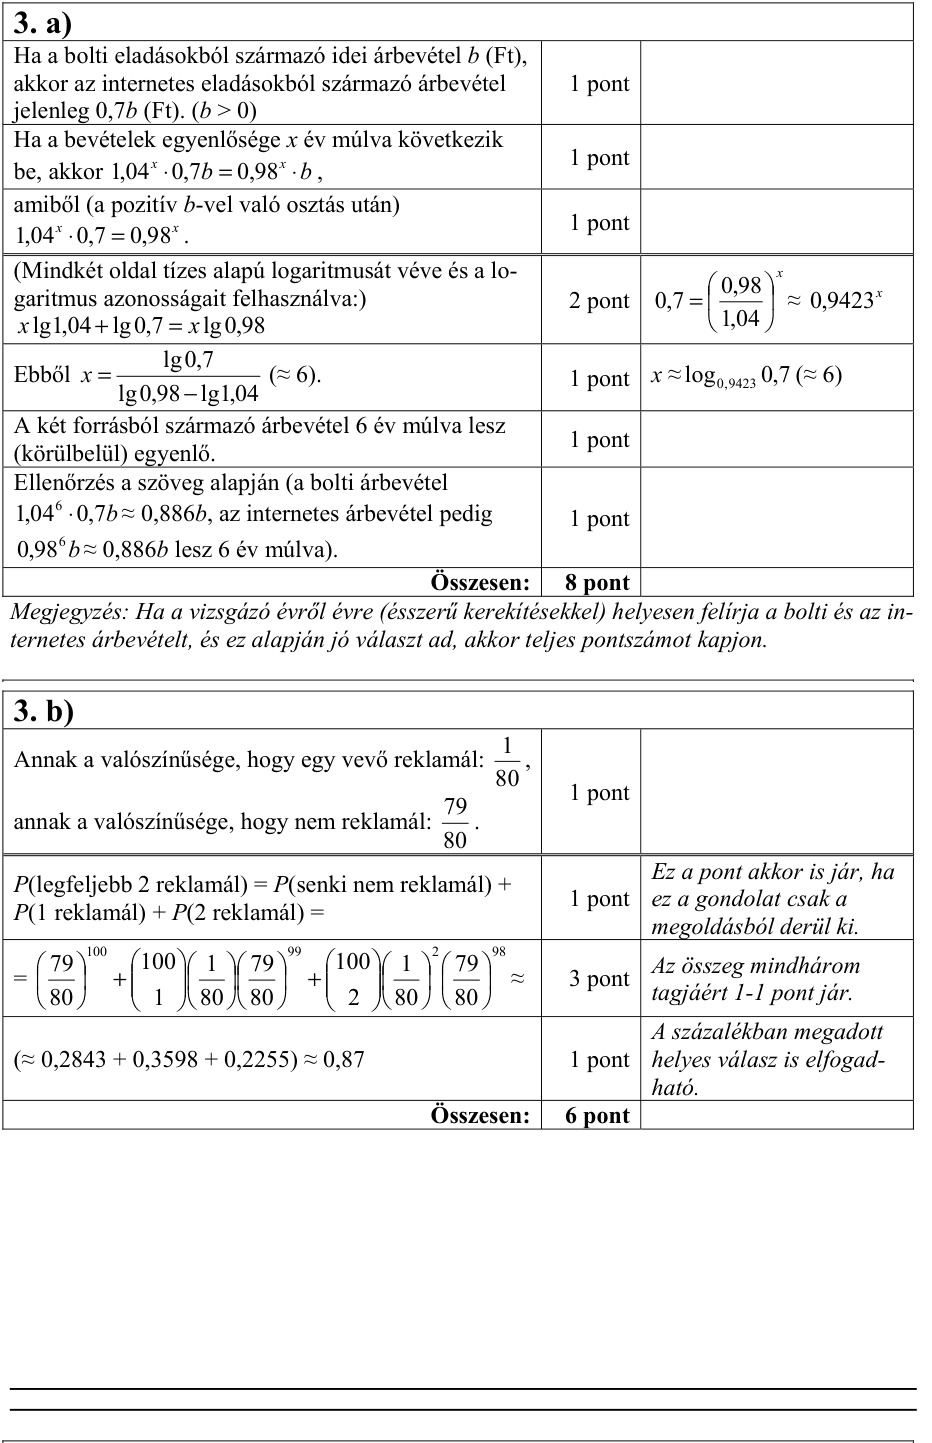 3. a)
Ha a bolti eladásokból származó idei árbevétel b (Ft),
akkor az internetes eladásokból származó árbevétel
jelenleg 0,7b (Ft). (b > 0)
1 pont
Ha a bevételek egyenlősége x év múlva következik
be, akkor 1,04^x · 0,7b = 0,98^x · b ,
1 pont
amiből (a pozitív b-vel való osztás után)
1,04^x · 0,7 = 0,98^x .
1 pont
(Mindkét oldal tízes alapú logaritmusát véve és a lo-
garitmus azonosságait felhasználva:)
x lg1,04 + lg0,7 = x lg0,98
2 pont
0,7 = (0,98/1,04)^x ≈ 0,9423^x
Ebből x = lg0,7/(lg0,98 − lg1,04) (≈ 6).
1 pont
x ≈ log_{0,9423} 0,7 (≈ 6)
A két forrásból származó árbevétel 6 év múlva lesz
(körülbelül) egyenlő.
1 pont
Ellenőrzés a szöveg alapján (a bolti árbevétel
1,04^6 · 0,7b ≈ 0,886b, az internetes árbevétel pedig
0,98^6 b ≈ 0,886b lesz 6 év múlva).
1 pont
Összesen: 8 pont
Megjegyzés: Ha a vizsgázó évről évre (ésszerű kerekítésekkel) helyesen felírja a bolti és az in-
ternetes árbevételt, és ez alapján jó választ ad, akkor teljes pontszámot kapjon.
3. b)
Annak a valószínűsége, hogy egy vevő reklamál: 1/80,
annak a valószínűsége, hogy nem reklamál: 79/80.
1 pont
P(legfeljebb 2 reklamál) = P(senki nem reklamál) +
P(1 reklamál) + P(2 reklamál) =
1 pont
Ez a pont akkor is jár, ha
ez a gondolat csak a
megoldásból derül ki.
= (79/80)^100 + (100 1)(1/80)(79/80)^99 + (100 2)(1/80)^2(79/80)^98 ≈
3 pont
Az összeg mindhárom
tagjáért 1-1 pont jár.
(≈ 0,2843 + 0,3598 + 0,2255) ≈ 0,87
1 pont
A százalékban megadott
helyes válasz is elfogad-
ható.
Összesen: 6 pont